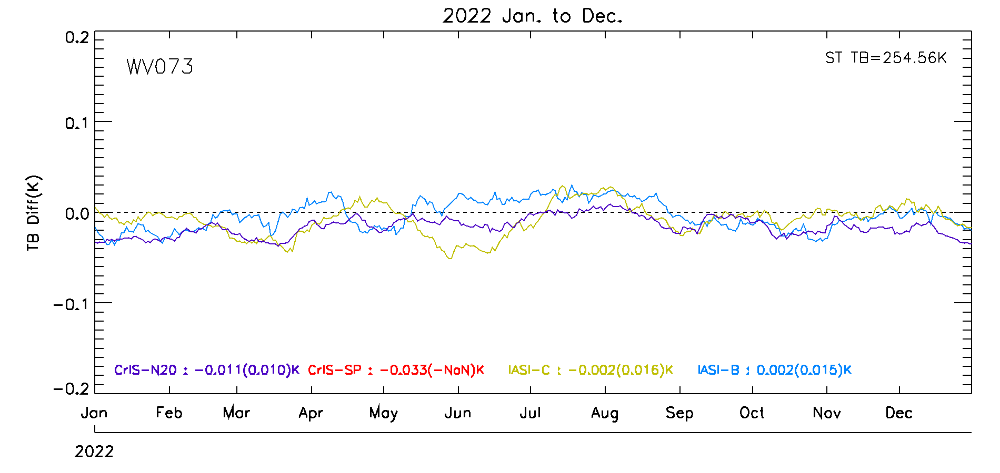 2022 Jan. to Dec.
0.2
WV073
ST TB=254.56K
0.1
TB Diff(K)
0.0
-0.1
CrIS-N20 : -0.011(0.010)K CrIS-SP : -0.033(-NaN)K IASI-C : -0.002(0.016)K IASI-B : 0.002(0.015)K
-0.2
Jan Feb Mar Apr May Jun Jul Aug Sep Oct Nov Dec
2022